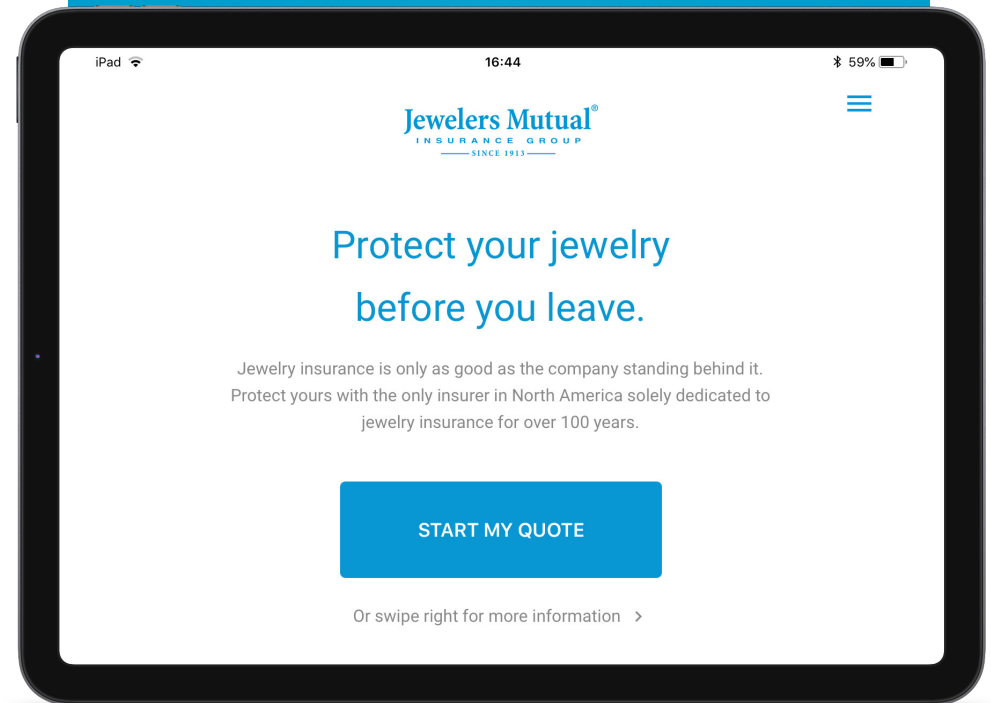 iPad 16:44 59%
Jewelers Mutual®
INSURANCE GROUP
SINCE 1913
Protect your jewelry
before you leave.
Jewelry insurance is only as good as the company standing behind it.
Protect yours with the only insurer in North America solely dedicated to
jewelry insurance for over 100 years.
START MY QUOTE
Or swipe right for more information >